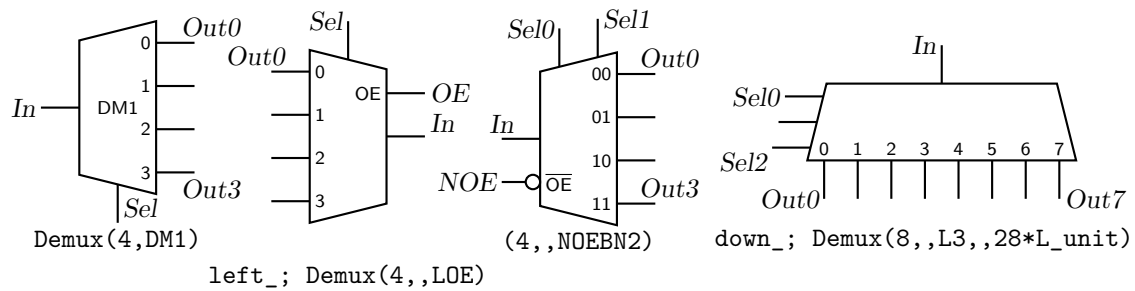 In
DM1
0
1
2
3
Out0
Out3
Sel
Demux(4,DM1)
Sel
Out0
0
1
2
3
OE
OE
In
left_; Demux(4,,LOE)
Sel0
Sel1
In
NOE
OE
00
01
10
11
Out0
Out3
(4,,NOEBN2)
In
Sel0
Sel2
0 1 2 3 4 5 6 7
Out0
Out7
down_; Demux(8,,L3,,28*L_unit)